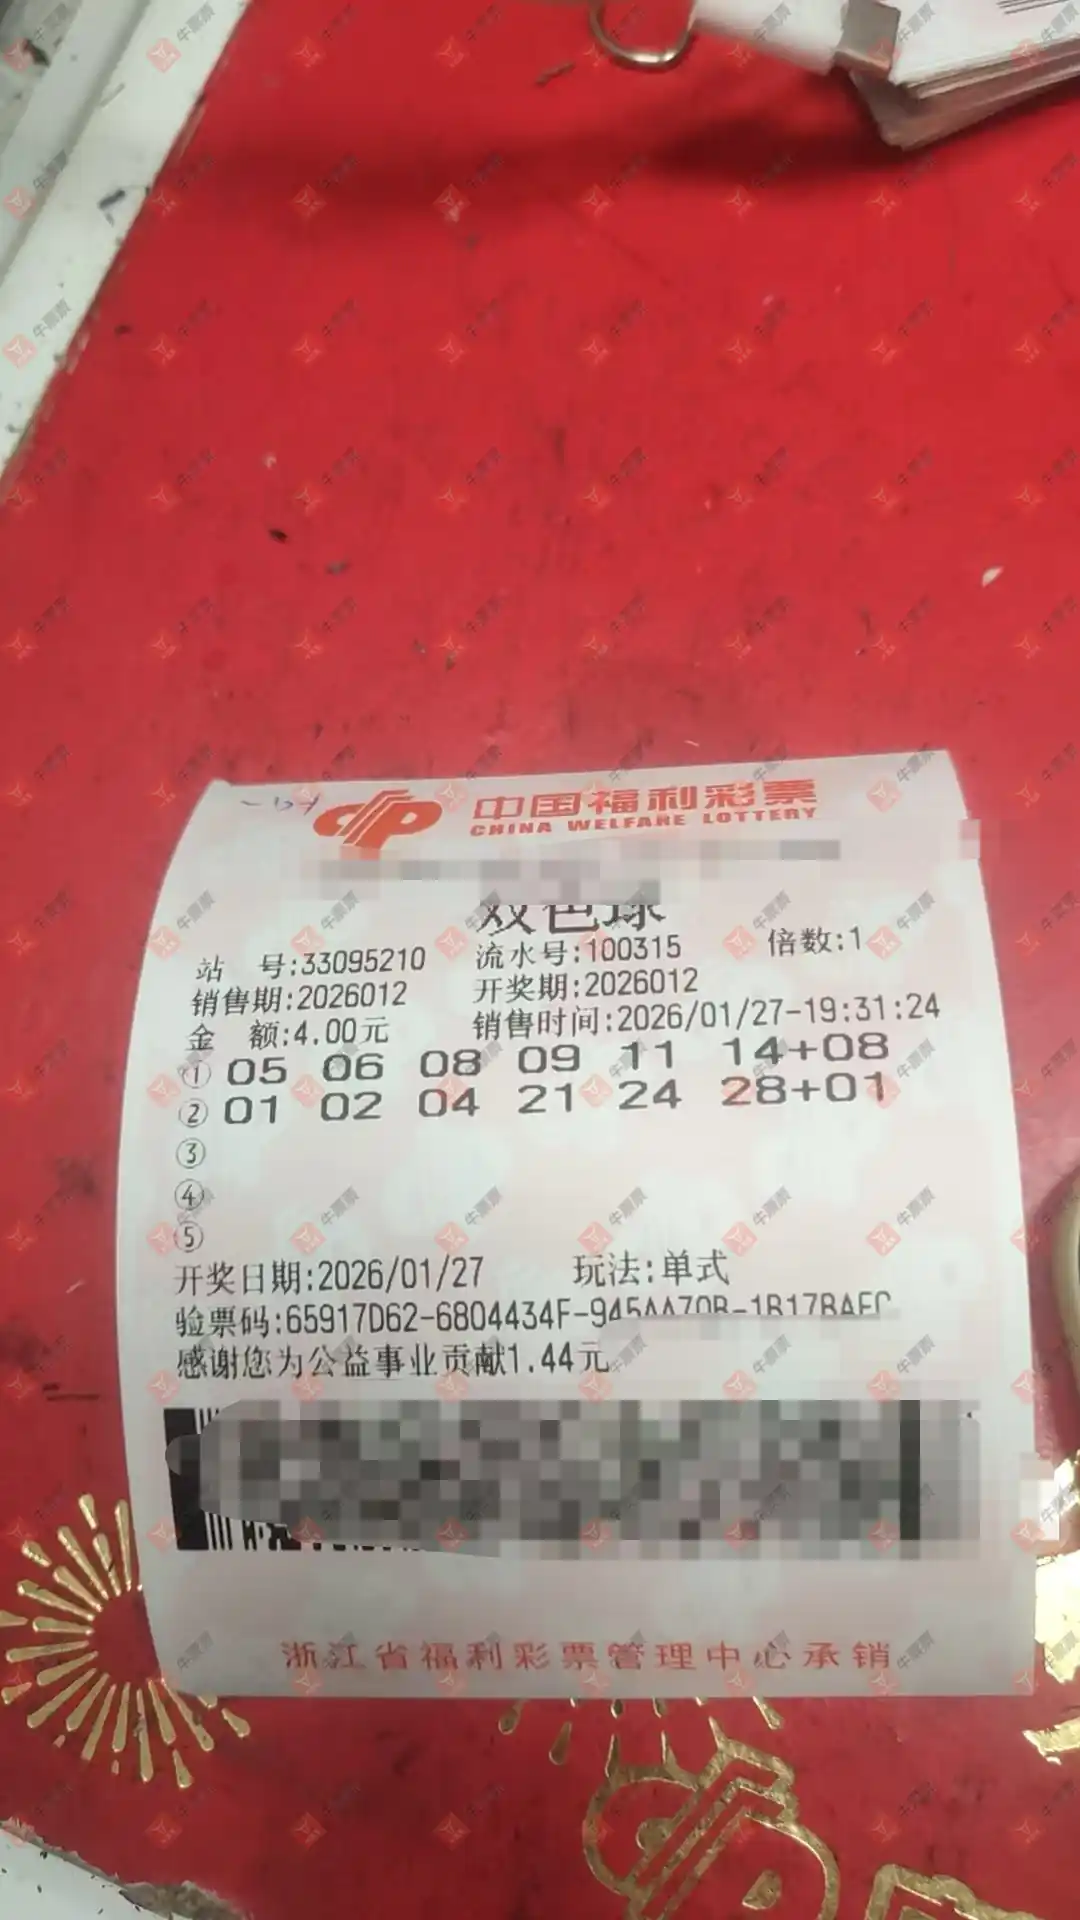 中国福利彩票
CHINA WELFARE LOTTERY
双色球
站 号:33095210 流水号:100315 倍数:1
销售期:2026012 开奖期:2026012
金 额:4.00元 销售时间:2026/01/27-19:31:24
① 05 06 08 09 11 14+08
② 01 02 04 21 24 28+01
③
④
⑤
开奖日期:2026/01/27 玩法:单式
验票码:65917D62-6804434F-945AA70B-1B17BAFC
感谢您为公益事业贡献1.44元
浙江省福利彩票管理中心承销
牛票票